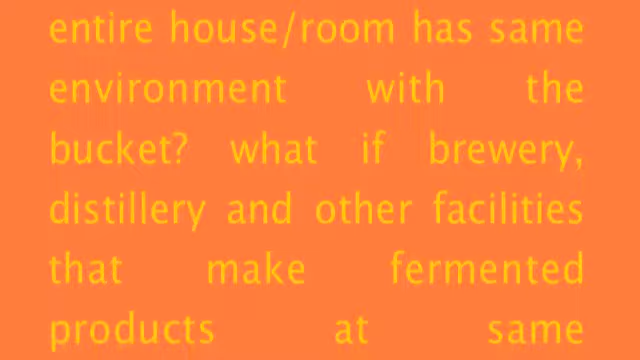 entire house/room has same
environment with the
bucket? what if brewery,
distillery and other facilities
that make fermented
products at same